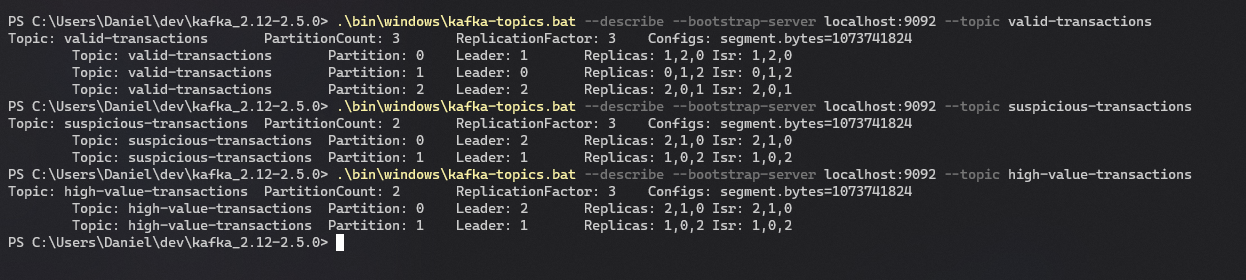 PS C:\Users\Daniel\dev\kafka_2.12-2.5.0> .\bin\windows\kafka-topics.bat --describe --bootstrap-server localhost:9092 --topic valid-transactions
Topic: valid-transactions PartitionCount: 3 ReplicationFactor: 3 Configs: segment.bytes=1073741824
Topic: valid-transactions Partition: 0 Leader: 1 Replicas: 1,2,0 Isr: 1,2,0
Topic: valid-transactions Partition: 1 Leader: 0 Replicas: 0,1,2 Isr: 0,1,2
Topic: valid-transactions Partition: 2 Leader: 2 Replicas: 2,0,1 Isr: 2,0,1
PS C:\Users\Daniel\dev\kafka_2.12-2.5.0> .\bin\windows\kafka-topics.bat --describe --bootstrap-server localhost:9092 --topic suspicious-transactions
Topic: suspicious-transactions PartitionCount: 2 ReplicationFactor: 3 Configs: segment.bytes=1073741824
Topic: suspicious-transactions Partition: 0 Leader: 2 Replicas: 2,1,0 Isr: 2,1,0
Topic: suspicious-transactions Partition: 1 Leader: 1 Replicas: 1,0,2 Isr: 1,0,2
PS C:\Users\Daniel\dev\kafka_2.12-2.5.0> .\bin\windows\kafka-topics.bat --describe --bootstrap-server localhost:9092 --topic high-value-transactions
Topic: high-value-transactions PartitionCount: 2 ReplicationFactor: 3 Configs: segment.bytes=1073741824
Topic: high-value-transactions Partition: 0 Leader: 2 Replicas: 2,1,0 Isr: 2,1,0
Topic: high-value-transactions Partition: 1 Leader: 1 Replicas: 1,0,2 Isr: 1,0,2
PS C:\Users\Daniel\dev\kafka_2.12-2.5.0>